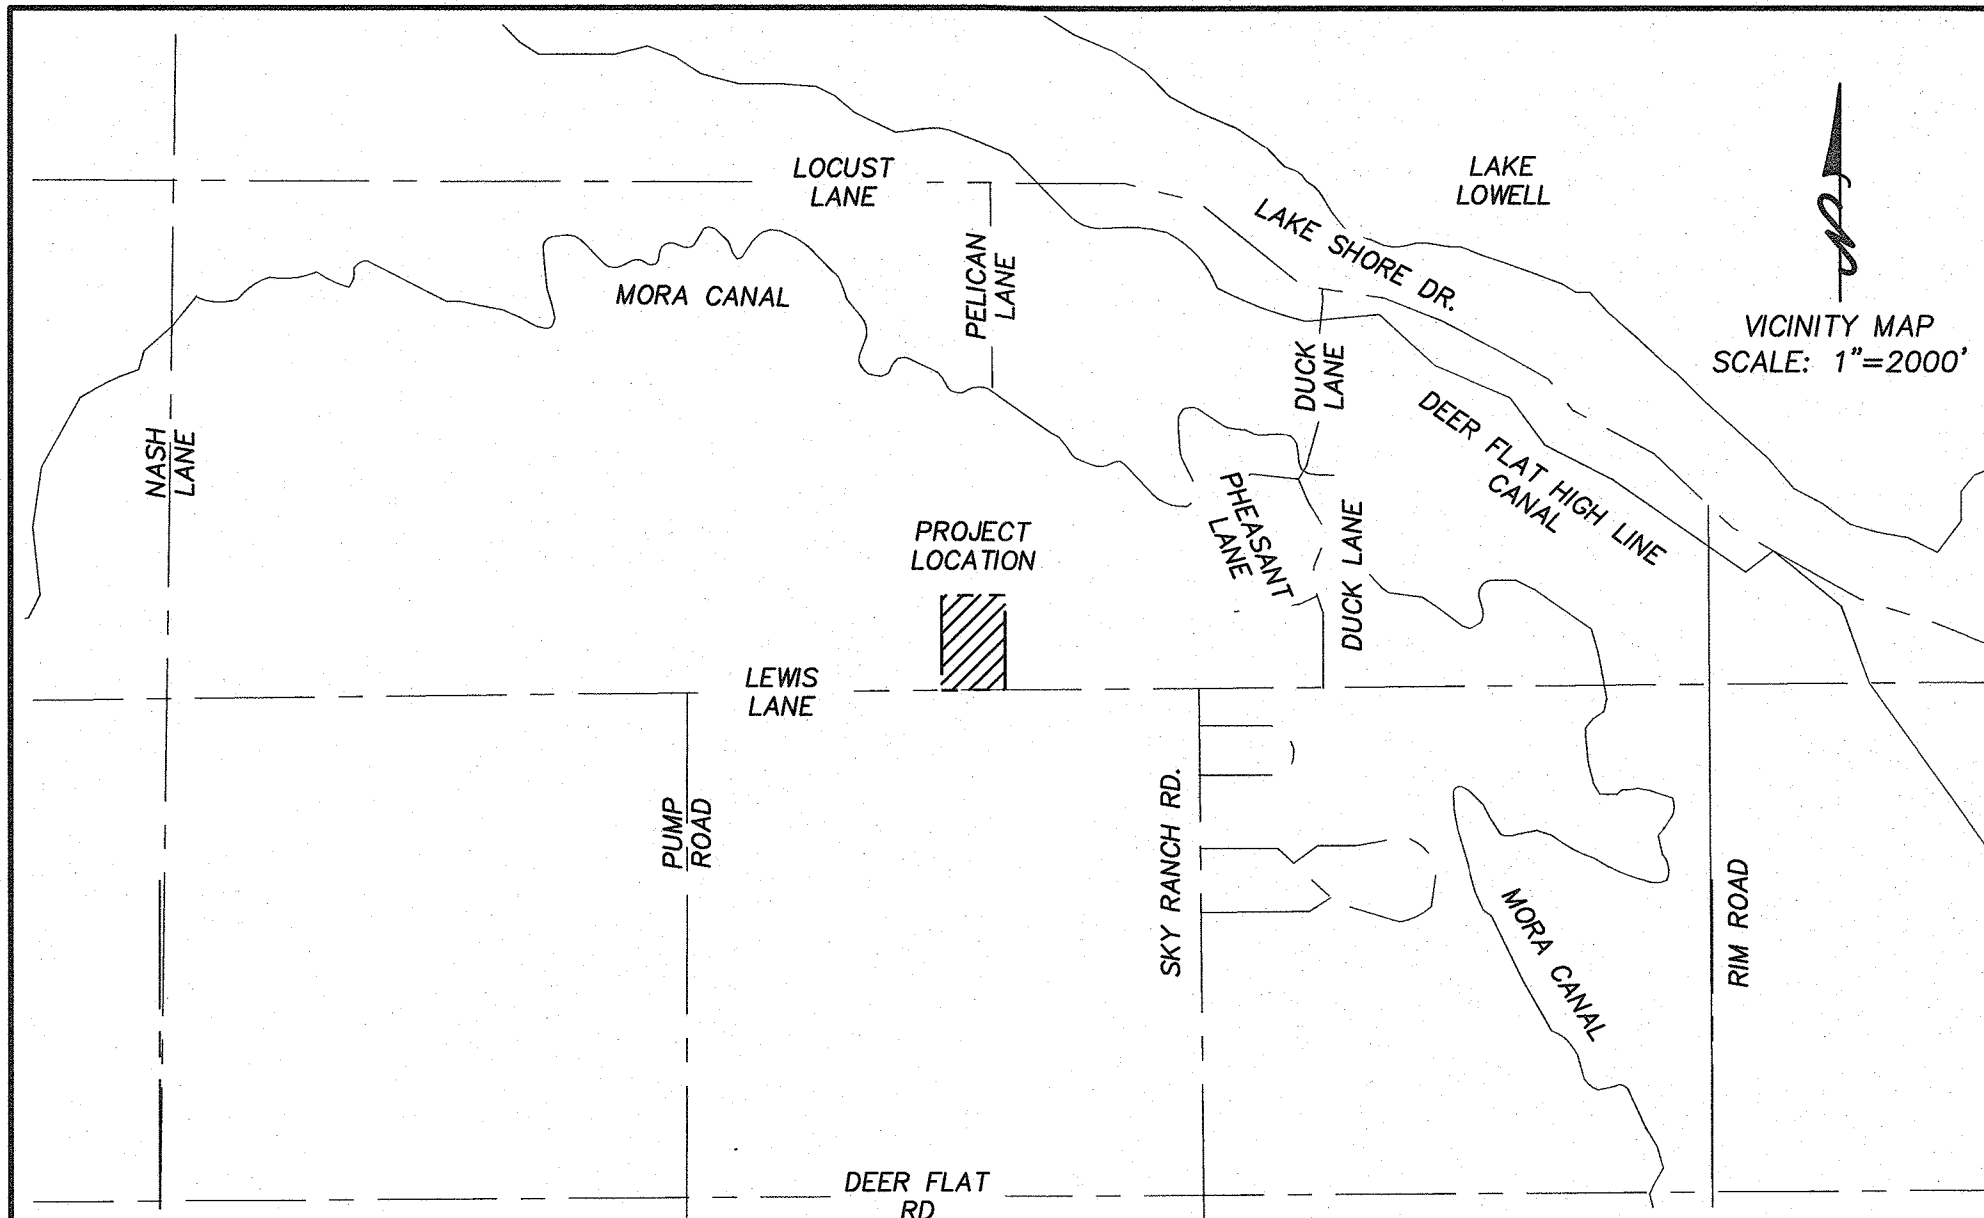 LOCUST
LANE
LAKE
LOWELL
LAKE SHORE DR.
MORA CANAL
PELICAN
LANE
VICINITY MAP
SCALE: 1"=2000'
DUCK
LANE
DEER FLAT HIGH LINE
CANAL
NASH
LANE
PHEASANT
LANE
DUCK LANE
PROJECT
LOCATION
LEWIS
LANE
PUMP
ROAD
SKY RANCH RD.
MORA CANAL
RIM ROAD
DEER FLAT
RD